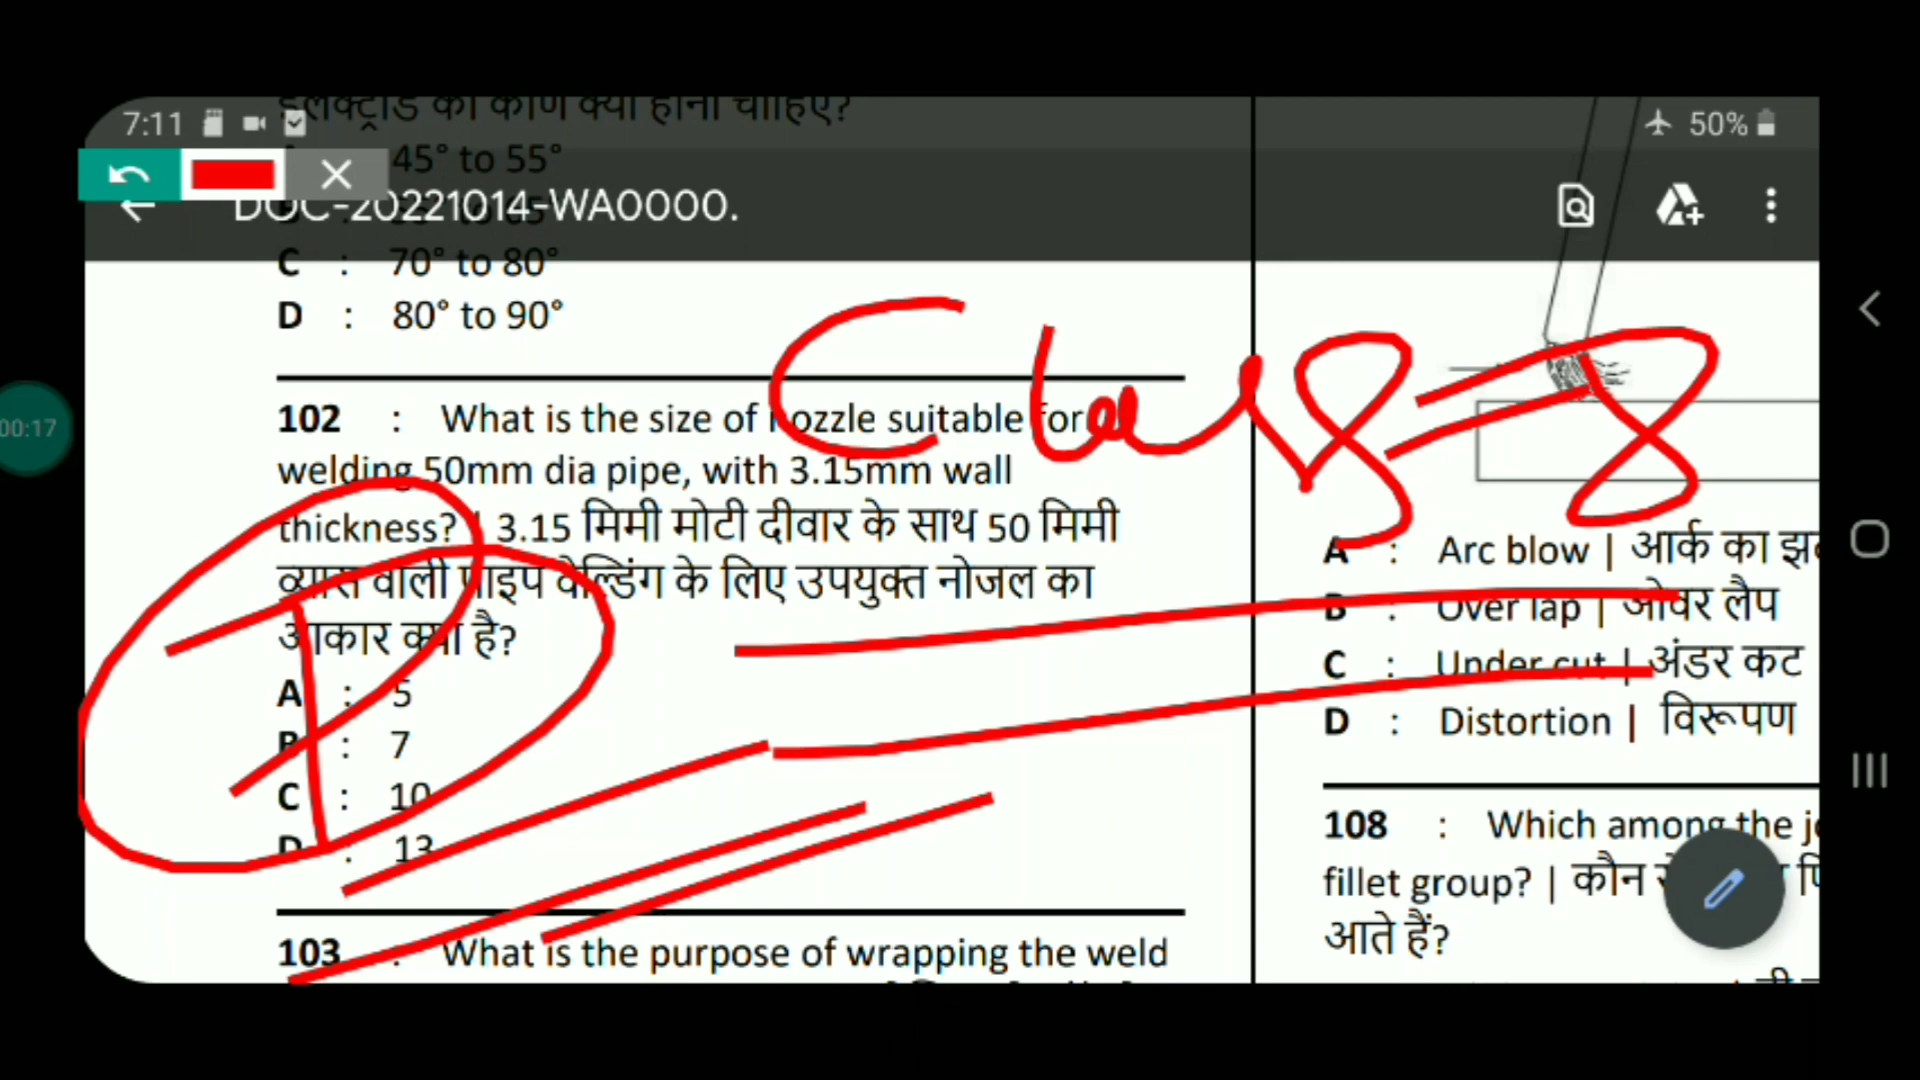 इलेक्ट्रोड का कोण क्या होना चाहिए?
7:11
50%
45° to 55°
DOC-20221014-WA0000.
C : 70° to 80°
D : 80° to 90°
Class = 8
102 : What is the size of nozzle suitable for
welding 50mm dia pipe, with 3.15mm wall
thickness? | 3.15 मिमी मोटी दीवार के साथ 50 मिमी
व्यास वाली पाइप वेल्डिंग के लिए उपयुक्त नोजल का
आकार क्या है?
A : 5
B : 7
C : 10
D : 13
103 : What is the purpose of wrapping the weld
A : Arc blow | आर्क का
B : Over lap | ओवर लैप
C : Under cut | अंडर कट
D : Distortion | विरूपण
108 : Which among the
fillet group? | कौन
आते हैं?
00:17